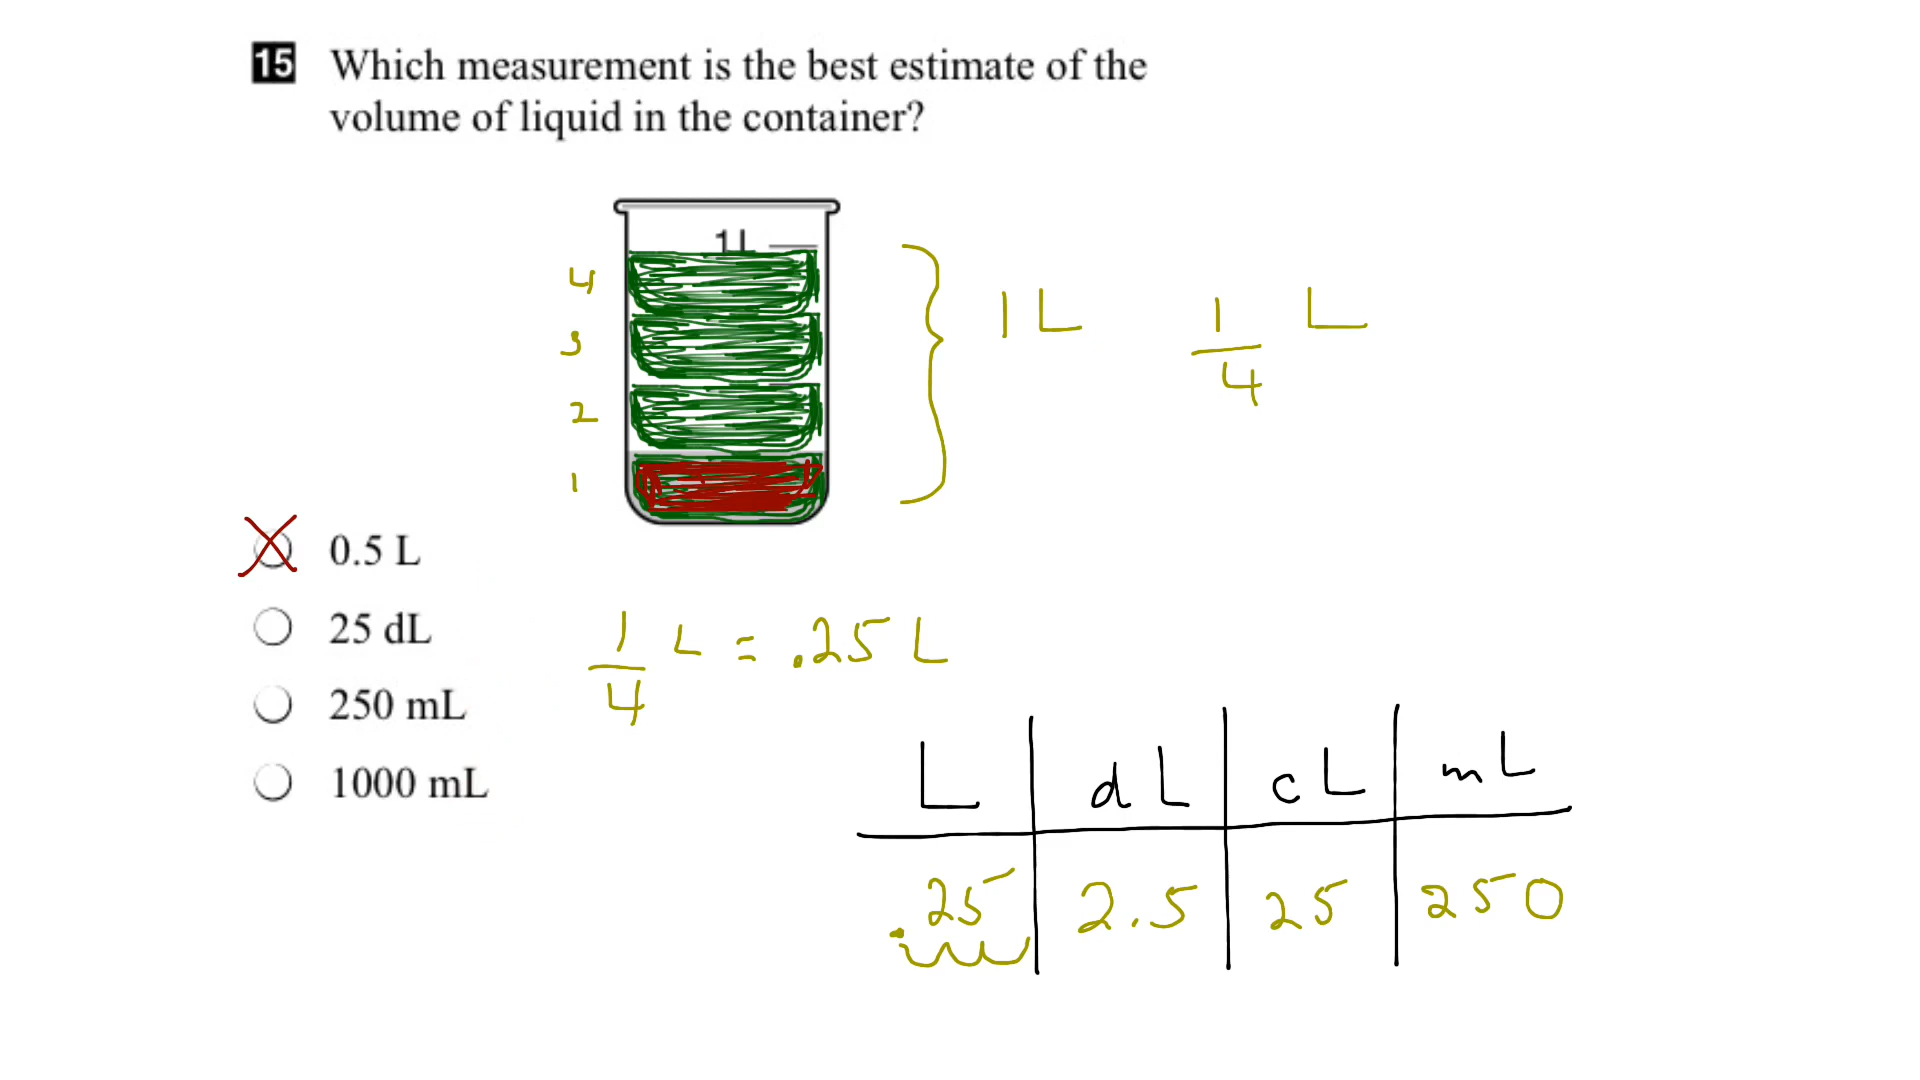 15 Which measurement is the best estimate of the
volume of liquid in the container?
1L
4
3
2
1
1 L
1/4 L
0.5 L
25 dL
250 mL
1000 mL
1/4 L = .25 L
L dL cL mL
.25 2.5 25 250